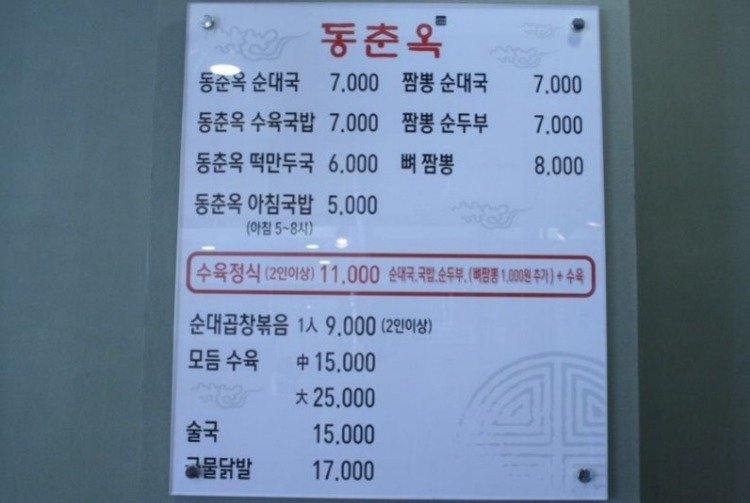 동춘옥
동춘옥 순대국 7,000 짬뽕 순대국 7,000
동춘옥 수육국밥 7,000 짬뽕 순두부 7,000
동춘옥 떡만두국 6,000 뼈 짬뽕 8,000
동춘옥 아침국밥 5,000
(아침 5~8시)
수육정식 (2인이상) 11,000 순대국,국밥,순두부, (뼈짬뽕 1,000원 추가) + 수육
순대곱창볶음 1人 9,000 (2인이상)
모듬 수육 中 15,000
大 25,000
술국 15,000
국물닭발 17,000